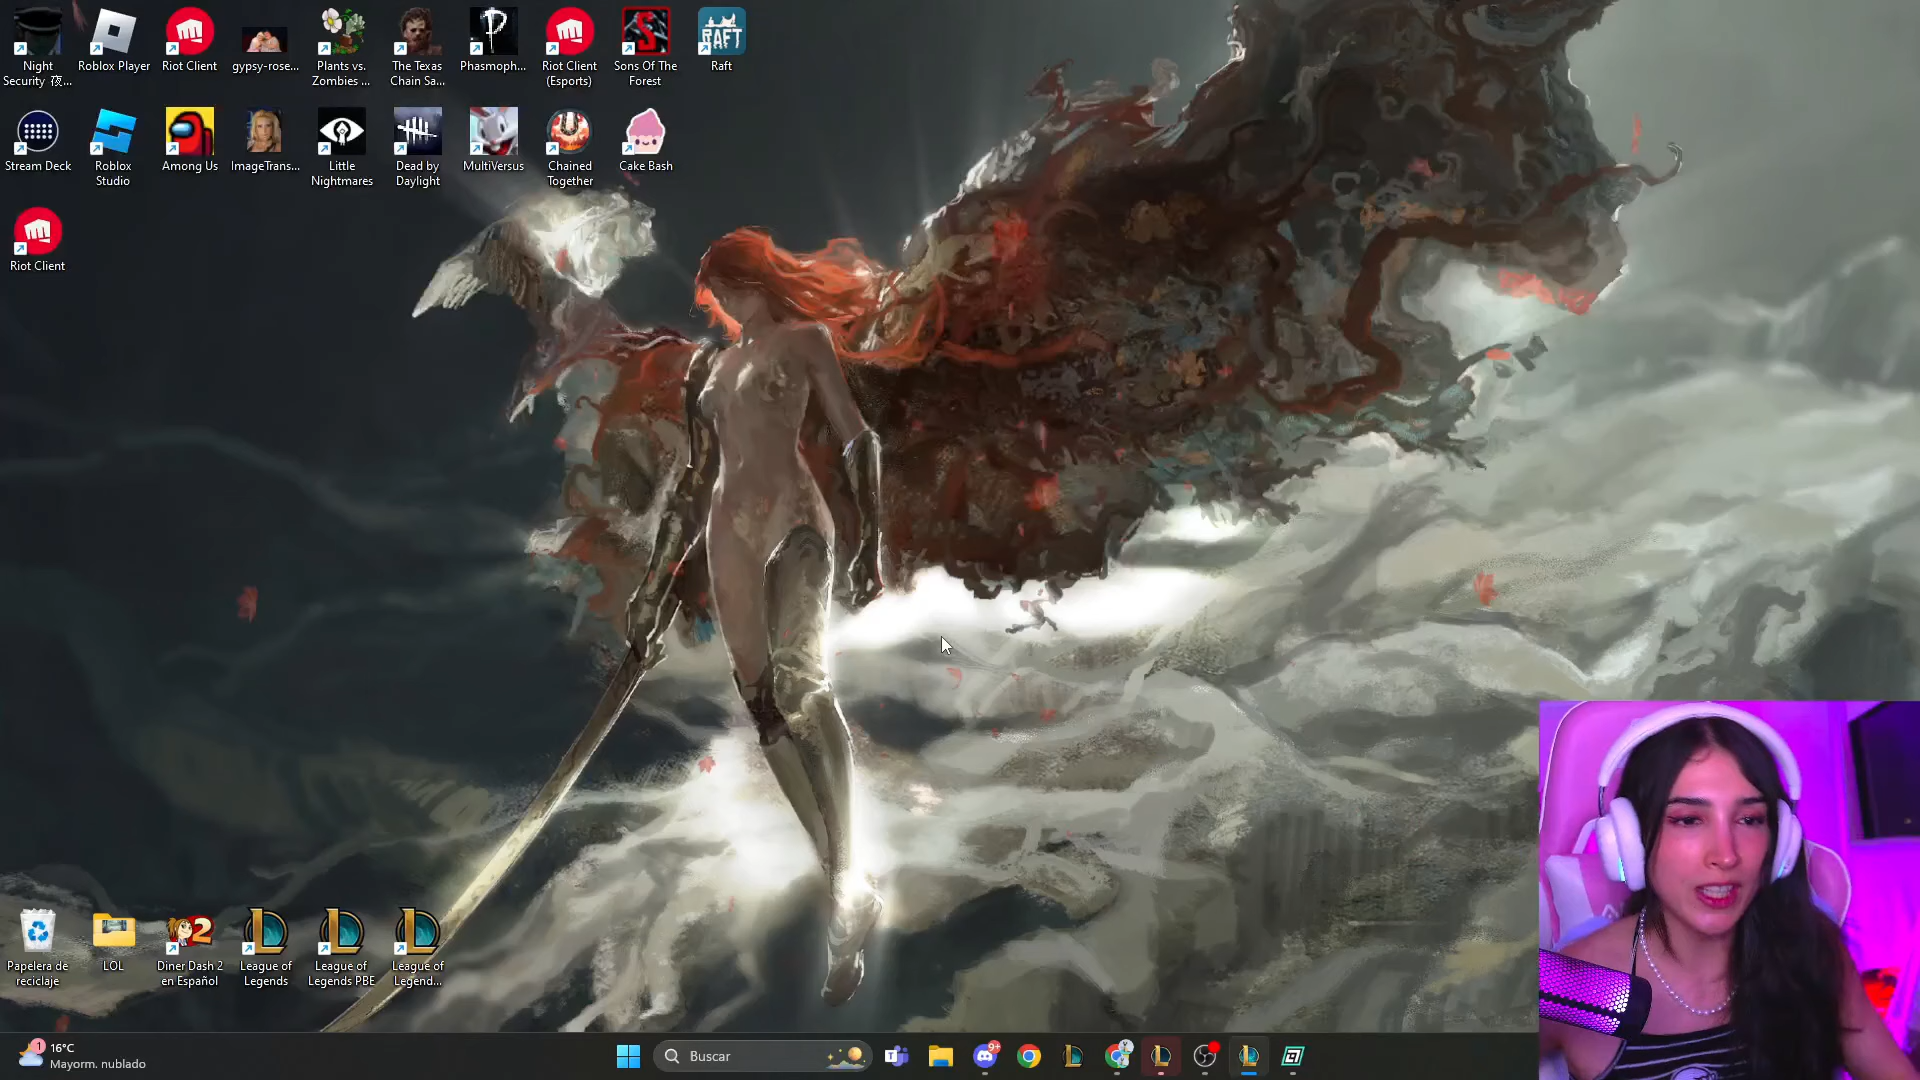 Night
Security 夜...
Roblox Player
Riot Client
gypsy-rose...
Plants vs.
Zombies ...
The Texas
Chain Sa...
Phasmoph...
Riot Client
(Esports)
Sons Of The
Forest
RAFT
Raft
Stream Deck
Roblox
Studio
Among Us
ImageTrans...
Little
Nightmares
Dead by
Daylight
MultiVersus
Chained
Together
Cake Bash
Riot Client
Papelera de
reciclaje
LOL
2
Diner Dash 2
en Español
League of
Legends
League of
Legends PBE
League of
Legend...
1
16°C
Mayorm. nublado
Buscar
9+